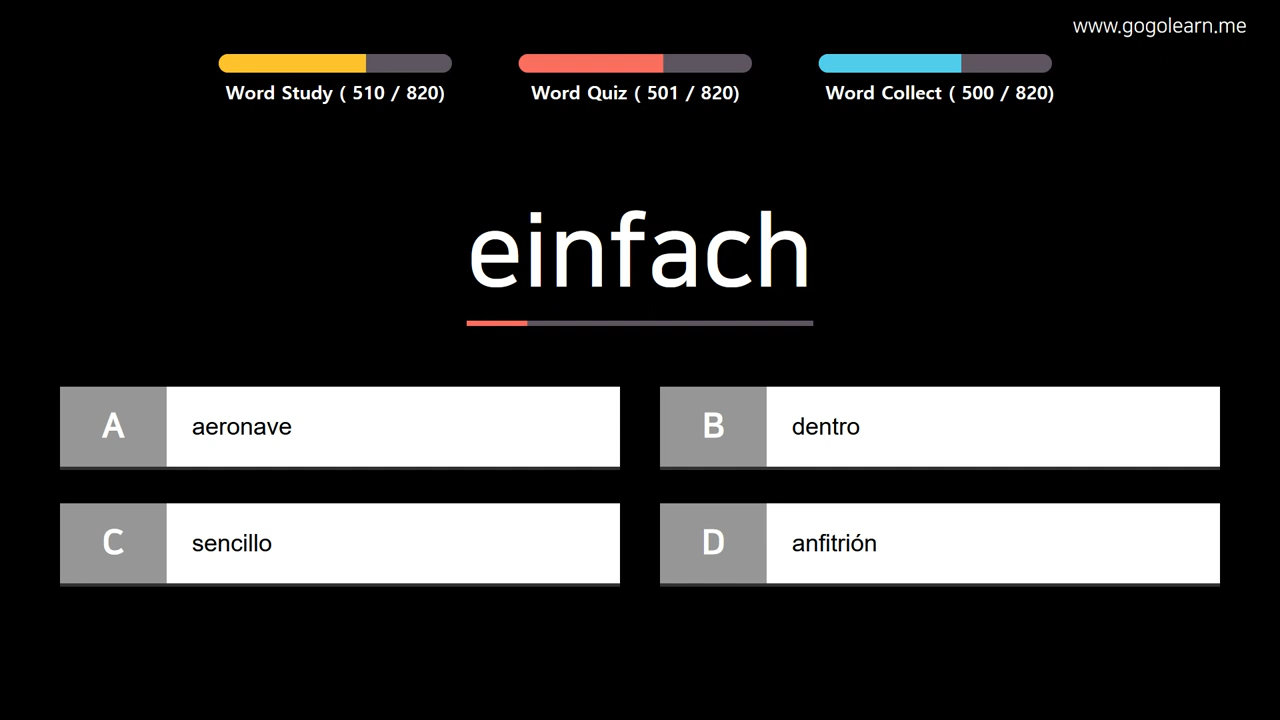 www.gogolearn.me
Word Study ( 510 / 820)
Word Quiz ( 501 / 820)
Word Collect ( 500 / 820)
einfach
A aeronave
B dentro
C sencillo
D anfitrión